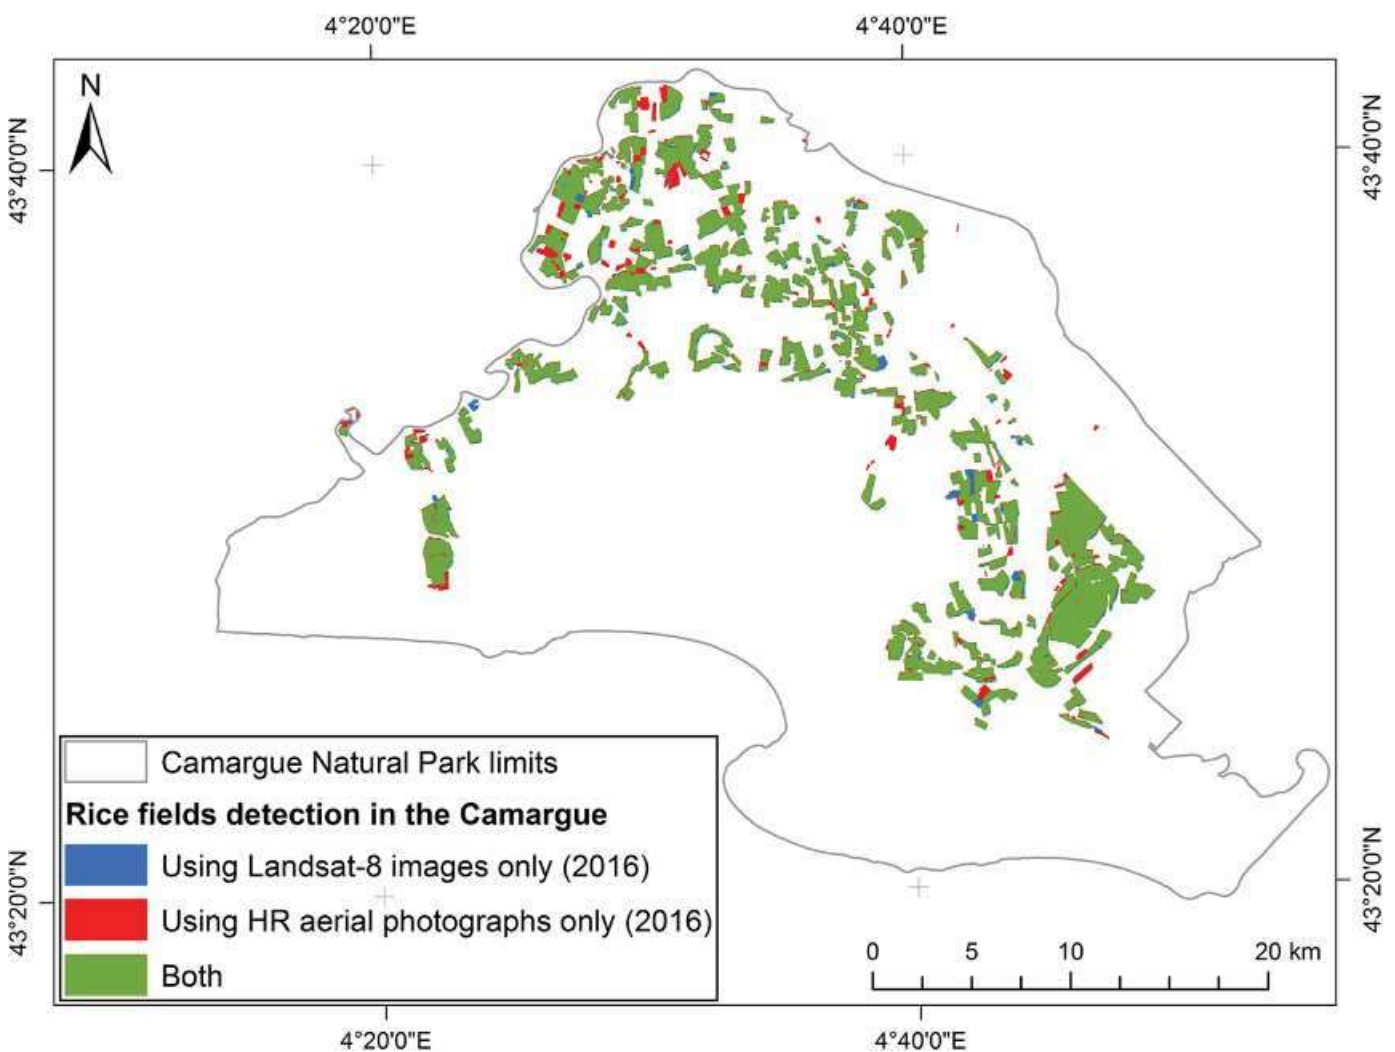 4°20'0"E 4°40'0"E
N
43°40'0"N
43°40'0"N
Camargue Natural Park limits
Rice fields detection in the Camargue
Using Landsat-8 images only (2016)
Using HR aerial photographs only (2016)
Both
43°20'0"N
43°20'0"N
0 5 10 20 km
4°20'0"E 4°40'0"E